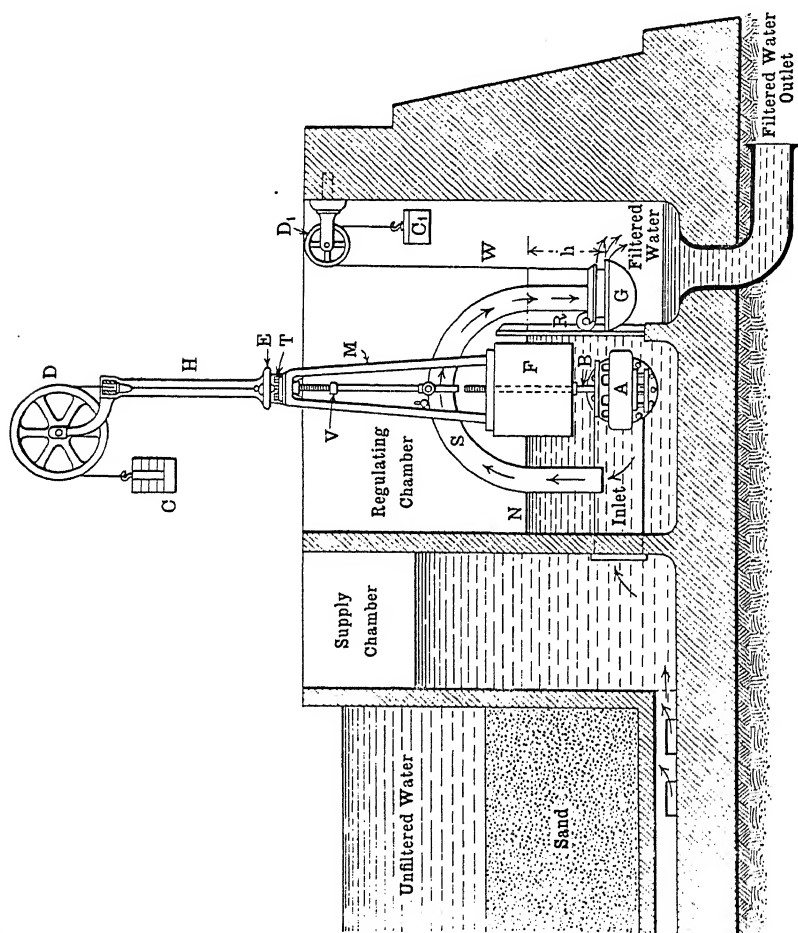 D
C
H
E
T
M
V
S
N
Regulating
Chamber
D₁
C₁
W
h
R
G
F
B
A
Inlet
Supply
Chamber
Unfiltered Water
Sand
Filtered
Water
Filtered Water
Outlet